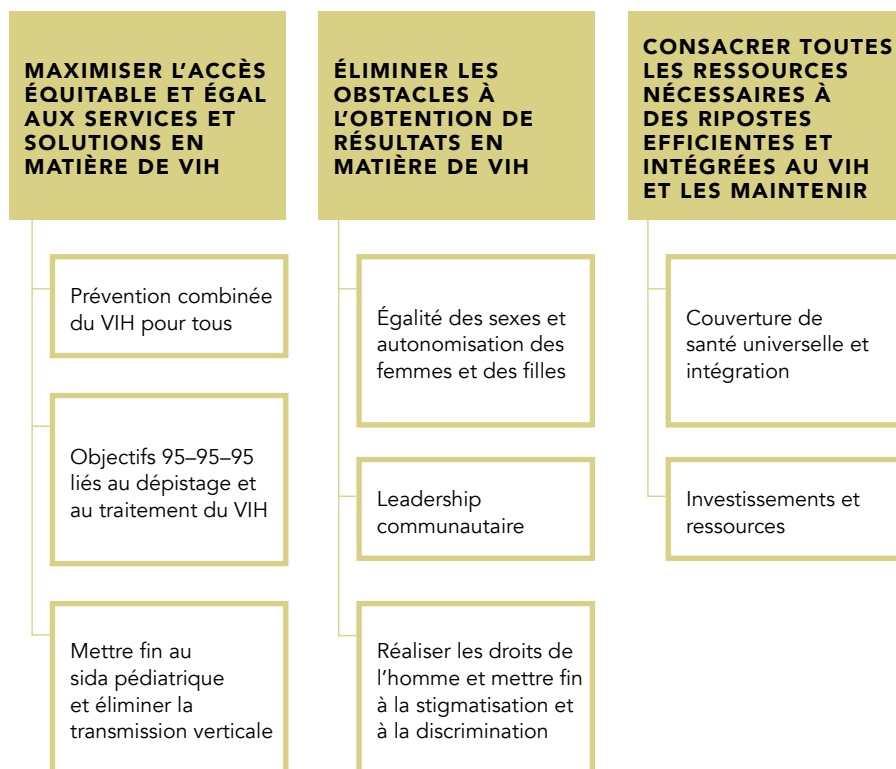 MAXIMISER L’ACCÈS
ÉQUITABLE ET ÉGAL
AUX SERVICES ET
SOLUTIONS EN
MATIÈRE DE VIH
Prévention combinée
du VIH pour tous
Objectifs 95–95–95
liés au dépistage et
au traitement du VIH
Mettre fin au
sida pédiatrique
et éliminer la
transmission verticale
ÉLIMINER LES
OBSTACLES À
L’OBTENTION DE
RÉSULTATS EN
MATIÈRE DE VIH
Égalité des sexes et
autonomisation des
femmes et des filles
Leadership
communautaire
Réaliser les droits de
l’homme et mettre fin
à la stigmatisation et
à la discrimination
CONSACRER TOUTES
LES RESSOURCES
NÉCESSAIRES À
DES RIPOSTES
EFFICIENTES ET
INTÉGRÉES AU VIH
ET LES MAINTENIR
Couverture de
santé universelle et
intégration
Investissements et
ressources